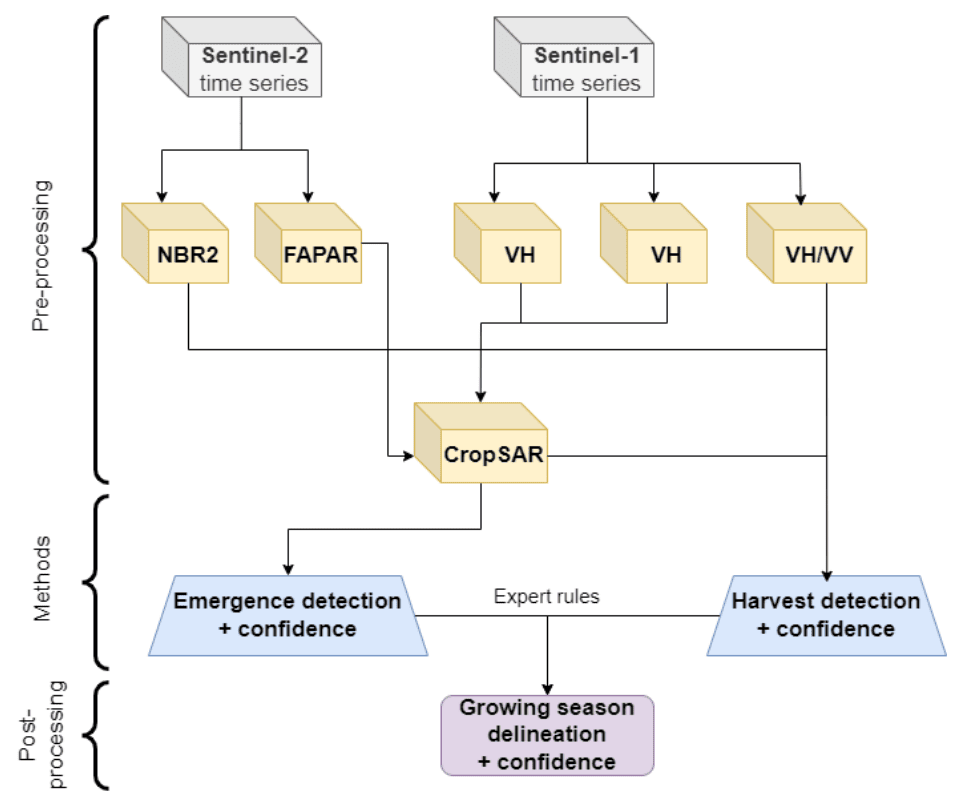 Pre-processing
Sentinel-2
time series
Sentinel-1
time series
NBR2
FAPAR
VH
VH
VH/VV
CropSAR
Methods
Emergence detection
+ confidence
Expert rules
Harvest detection
+ confidence
Post-
processing
Growing season
delineation
+ confidence